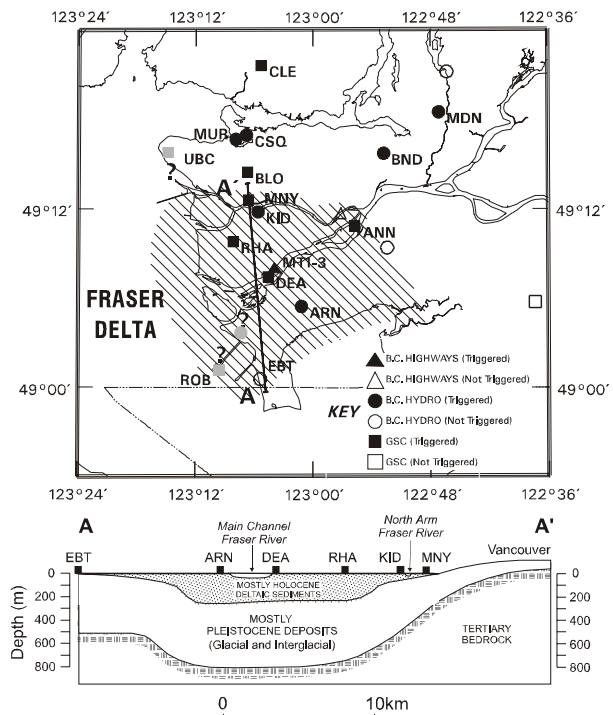 123°24′ 123°12′ 123°00′ 122°48′ 122°36′
CLE
MDN
MUR
CSQ
UBC
BND
?
BLO
A´
MNY
49°12′ 49°12′
KID
ANN
RHA
MT1-3
DEA
FRASER
DELTA
ARN
?
?
EBT
ROB
B.C. HIGHWAYS (Triggered)
B.C. HIGHWAYS (Not Triggered)
49°00′ 49°00′
A
KEY
B.C. HYDRO (Triggered)
B.C. HYDRO (Not Triggered)
GSC (Triggered)
GSC (Not Triggered)
123°24′ 123°12′ 123°00′ 122°48′ 122°36′
A A'
Main Channel
Fraser River
North Arm
Fraser River
EBT ARN DEA RHA KID MNY
Vancouver
Depth (m)
0
200
400
600
800
MOSTLY HOLOCENE
DELTAIC SEDIMENTS
MOSTLY
PLEISTOCENE DEPOSITS
(Glacial and Interglacial)
TERTIARY
BEDROCK
0
200
400
600
800
0 10km